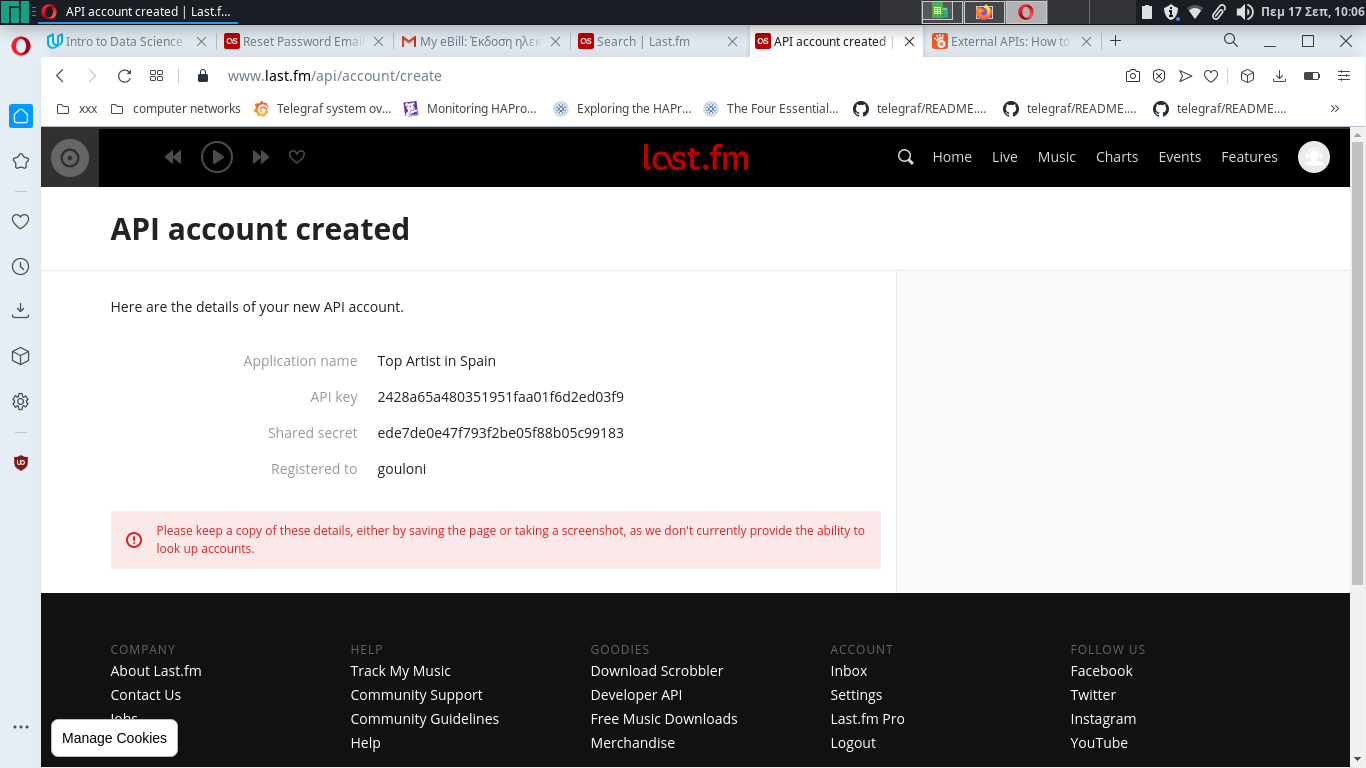 API account created | Last.f...
Πεμ 17 Σεπ, 10:06
Intro to Data Science
Reset Password Email
My eBill: Έκδοση ηλεκ
Search | Last.fm
API account created |
External APIs: How to
www.last.fm/api/account/create
xxx
computer networks
Telegraf system ov...
Monitoring HAPro...
Exploring the HAPr...
The Four Essential...
telegraf/README....
telegraf/README....
telegraf/README....
last.fm
Home
Live
Music
Charts
Events
Features
API account created
Here are the details of your new API account.
Application name Top Artist in Spain
API key 2428a65a480351951faa01f6d2ed03f9
Shared secret ede7de0e47f793f2be05f88b05c99183
Registered to gouloni
Please keep a copy of these details, either by saving the page or taking a screenshot, as we don't currently provide the ability to
look up accounts.
COMPANY
About Last.fm
Contact Us
Jobs
HELP
Track My Music
Community Support
Community Guidelines
Help
GOODIES
Download Scrobbler
Developer API
Free Music Downloads
Merchandise
ACCOUNT
Inbox
Settings
Last.fm Pro
Logout
FOLLOW US
Facebook
Twitter
Instagram
YouTube
Manage Cookies